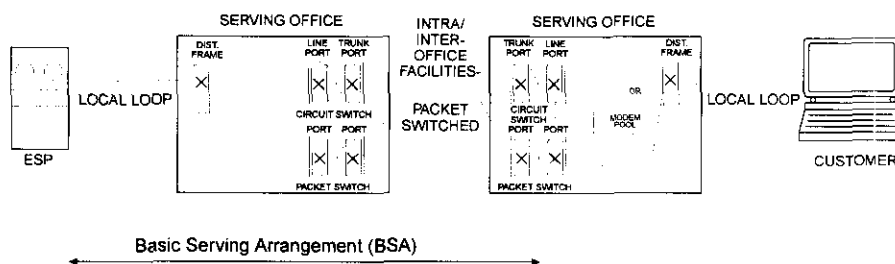 SERVING OFFICE
INTRA/
INTER-
OFFICE
FACILITIES-
PACKET
SWITCHED
SERVING OFFICE
DIST.
FRAME
LINE
PORT
TRUNK
PORT
CIRCUIT SWITCH
PORT
PORT
PACKET SWITCH
ESP
LOCAL LOOP
TRUNK
PORT
LINE
PORT
DIST.
FRAME
OR
CIRCUIT
SWITCH
MODEM
POOL
PORT
PORT
PACKET SWITCH
LOCAL LOOP
CUSTOMER
Basic Serving Arrangement (BSA)